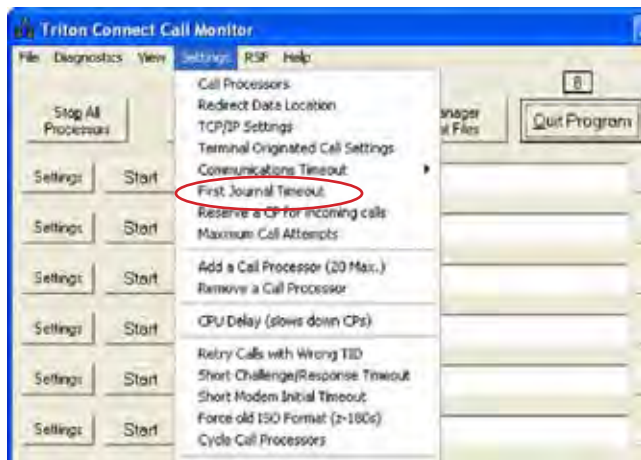 Triton Connect Call Monitor
File Diagnostics View Settings RSF Help
8
Stop All
Processors
Quit Program
Call Processors
Redirect Data Location
TCP/IP Settings
Terminal Originated Call Settings
Communications Timeout
First Journal Timeout
Reserve a CP for incoming calls
Maximum Call Attempts
Add a Call Processor (20 Max.)
Remove a Call Processor
CPU Delay (slows down CPs)
Retry Calls with Wrong TID
Short Challenge/Response Timeout
Short Modem Initial Timeout
Force old ISO Format (z-180s)
Cycle Call Processors
Settings Start
Settings Start
Settings Start
Settings Start
Settings Start
Settings Start